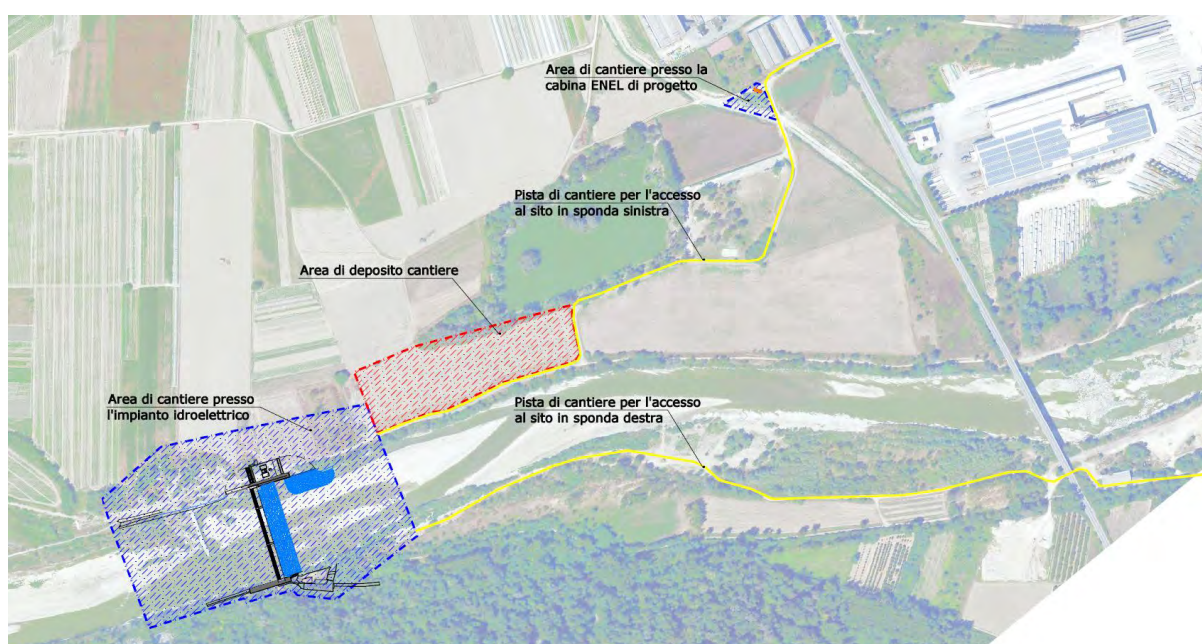 Area di cantiere presso la
cabina ENEL di progetto
Pista di cantiere per l'accesso
al sito in sponda sinistra
Area di deposito cantiere
Area di cantiere presso
l'impianto idroelettrico
Pista di cantiere per l'accesso
al sito in sponda destra